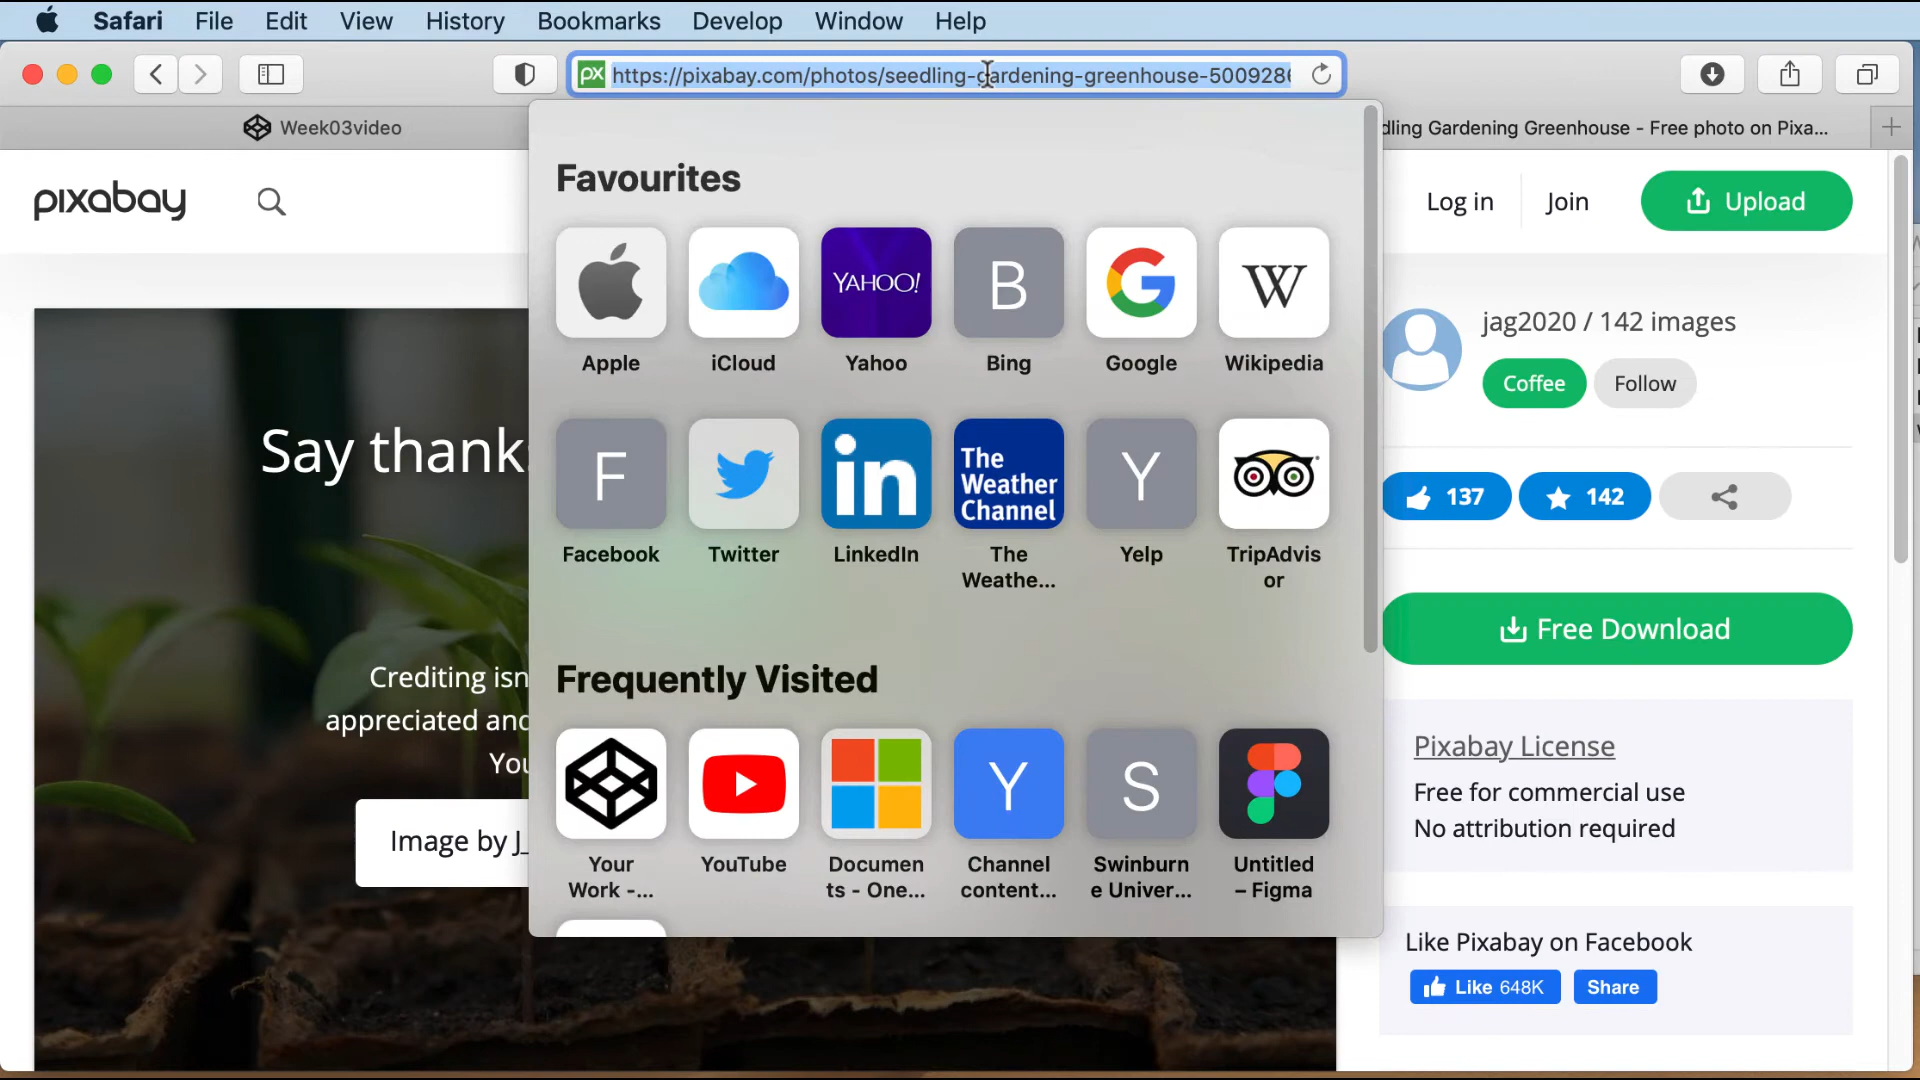 Safari File Edit View History Bookmarks Develop Window Help
px https://pixabay.com/photos/seedling-gardening-greenhouse-5009286
Week03video
dling Gardening Greenhouse - Free photo on Pixa...
pixabay
Log in Join Upload
Favourites
YAHOO! B G W
Apple iCloud Yahoo Bing Google Wikipedia
F in The Weather Channel Y
Facebook Twitter LinkedIn The Weathe... Yelp TripAdvisor
Frequently Visited
Y S
Your Work -... YouTube Documents - One... Channel content... Swinburne Univer... Untitled – Figma
Say thank
Crediting isn
appreciated and
You
Image by J_
jag2020 / 142 images
Coffee Follow
137 142
Free Download
Pixabay License
Free for commercial use
No attribution required
Like Pixabay on Facebook
Like 648K Share